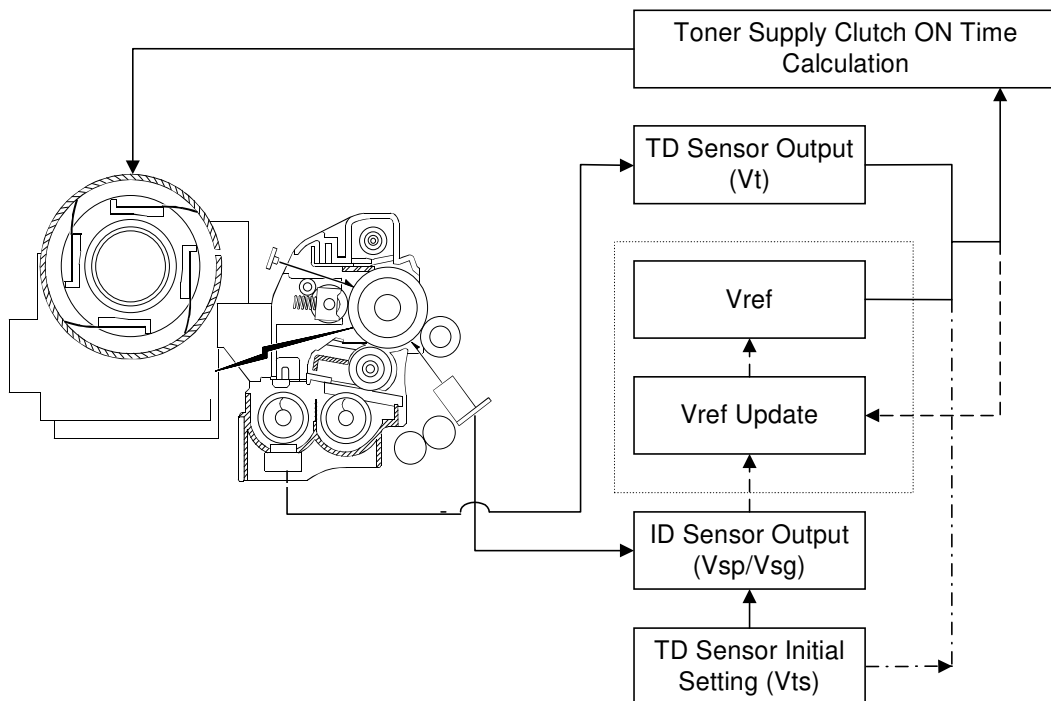 Toner Supply Clutch ON Time
Calculation
TD Sensor Output
(Vt)
Vref
Vref Update
ID Sensor Output
(Vsp/Vsg)
TD Sensor Initial
Setting (Vts)